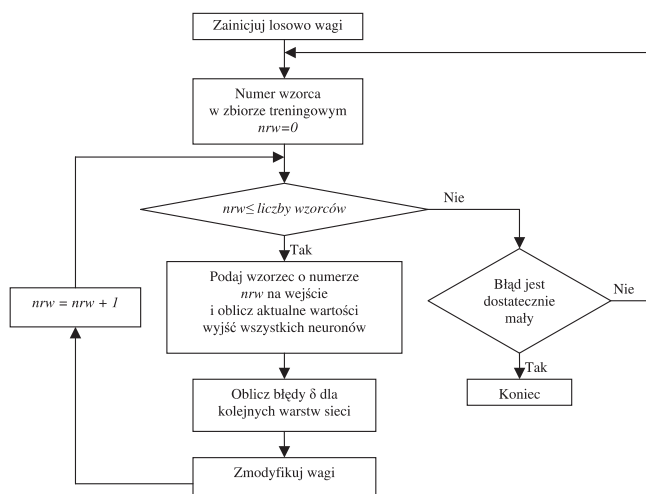 Zainicjuj losowo wagi
Numer wzorca
w zbiorze treningowym
nrw=0
nrw≤ liczby wzorców
Nie
Tak
Podaj wzorzec o numerze
nrw na wejście
i oblicz aktualne wartości
wyjść wszystkich neuronów
nrw = nrw + 1
Błąd jest
dostatecznie
mały
Nie
Tak
Koniec
Oblicz błędy δ dla
kolejnych warstw sieci
Zmodyfikuj wagi